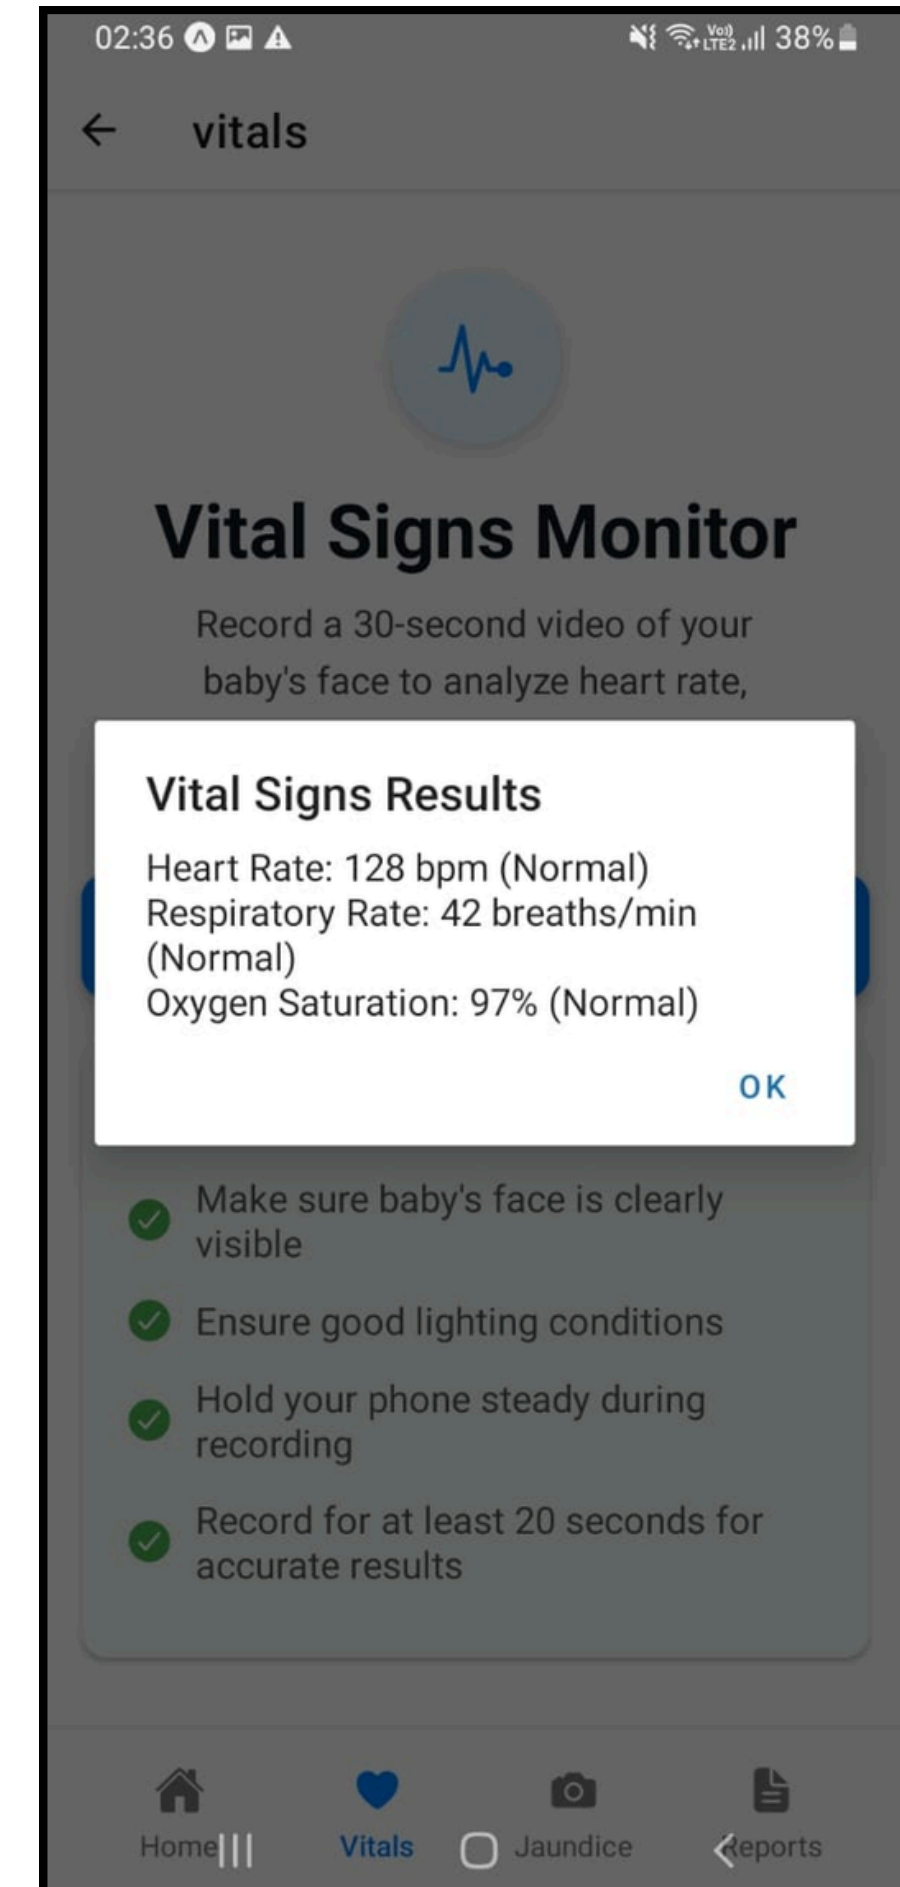 02:36
Vo))
LTE2
38%
vitals
Vital Signs Monitor
Record a 30-second video of your
baby's face to analyze heart rate,
Vital Signs Results
Heart Rate: 128 bpm (Normal)
Respiratory Rate: 42 breaths/min
(Normal)
Oxygen Saturation: 97% (Normal)
OK
Make sure baby's face is clearly
visible
Ensure good lighting conditions
Hold your phone steady during
recording
Record for at least 20 seconds for
accurate results
Home Vitals Jaundice Reports